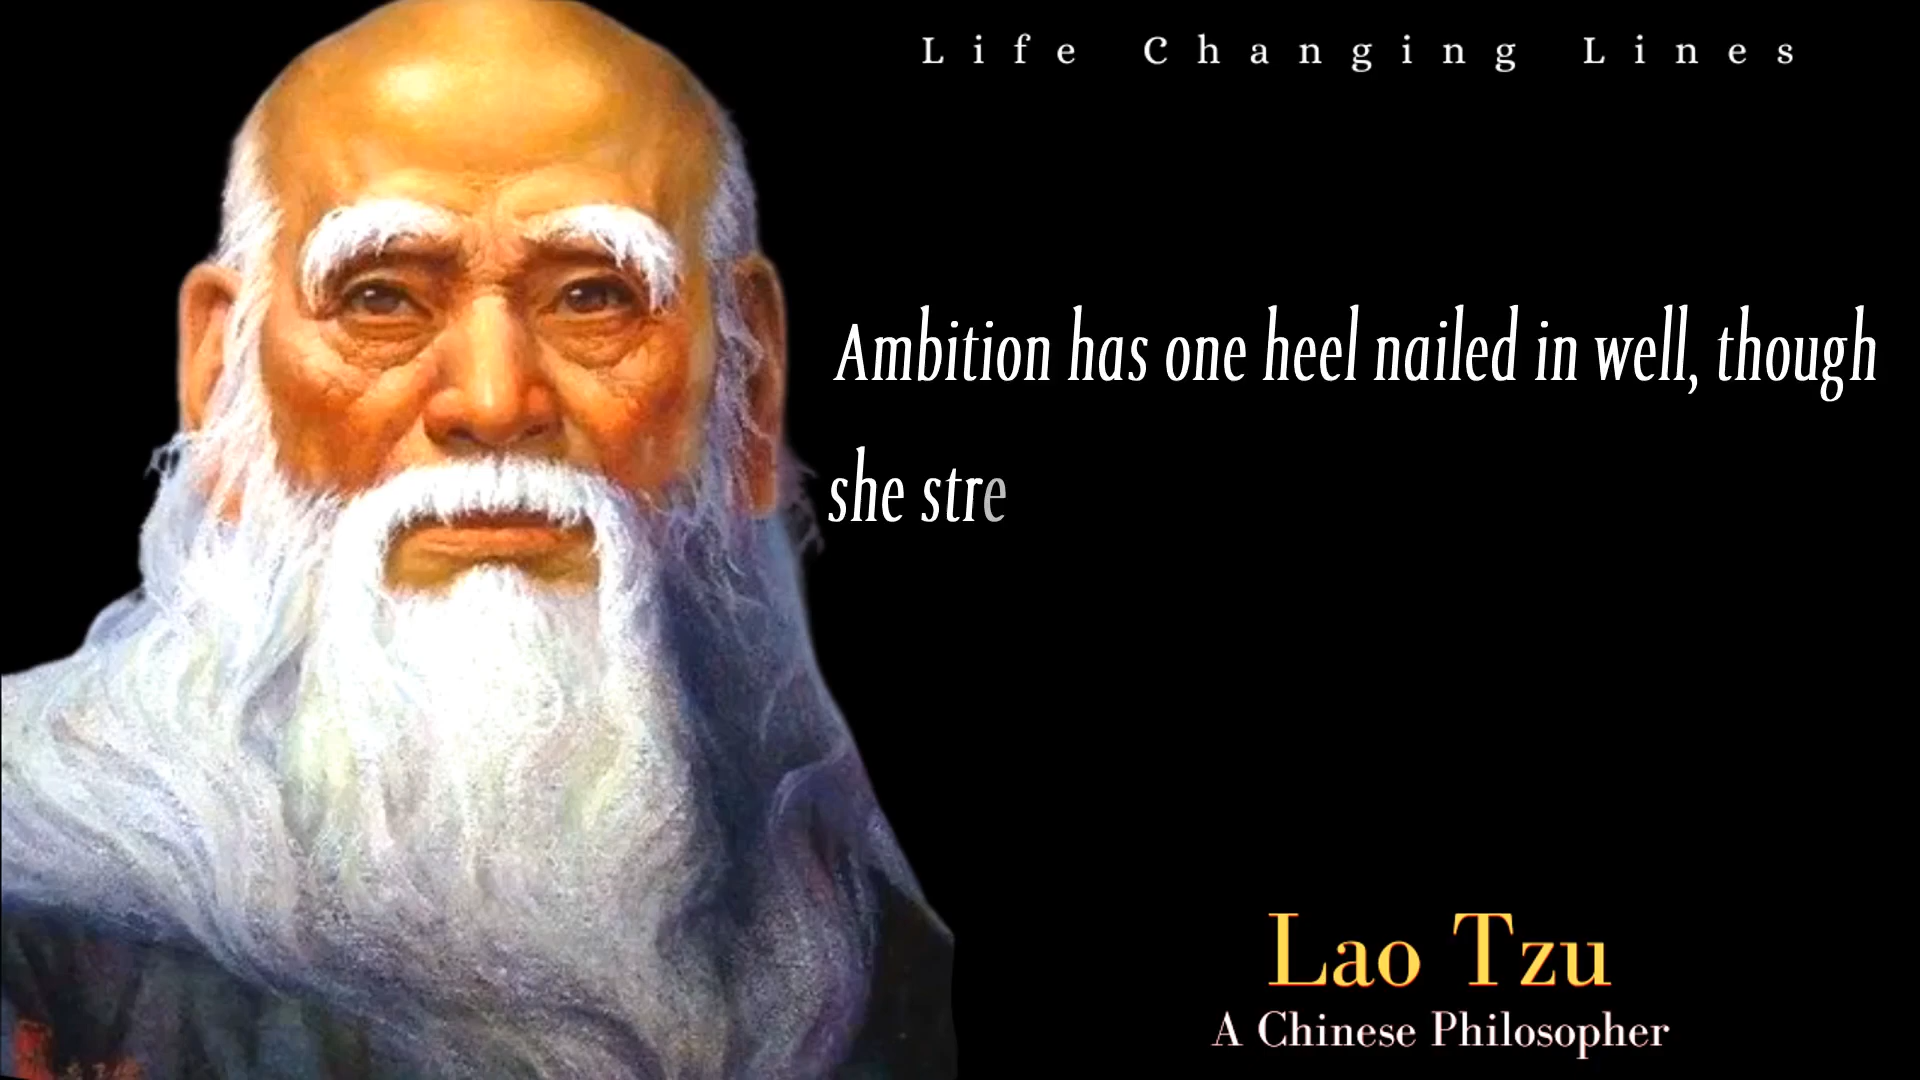 Life Changing Lines
Ambition has one heel nailed in well, though
she stre
Lao Tzu
A Chinese Philosopher